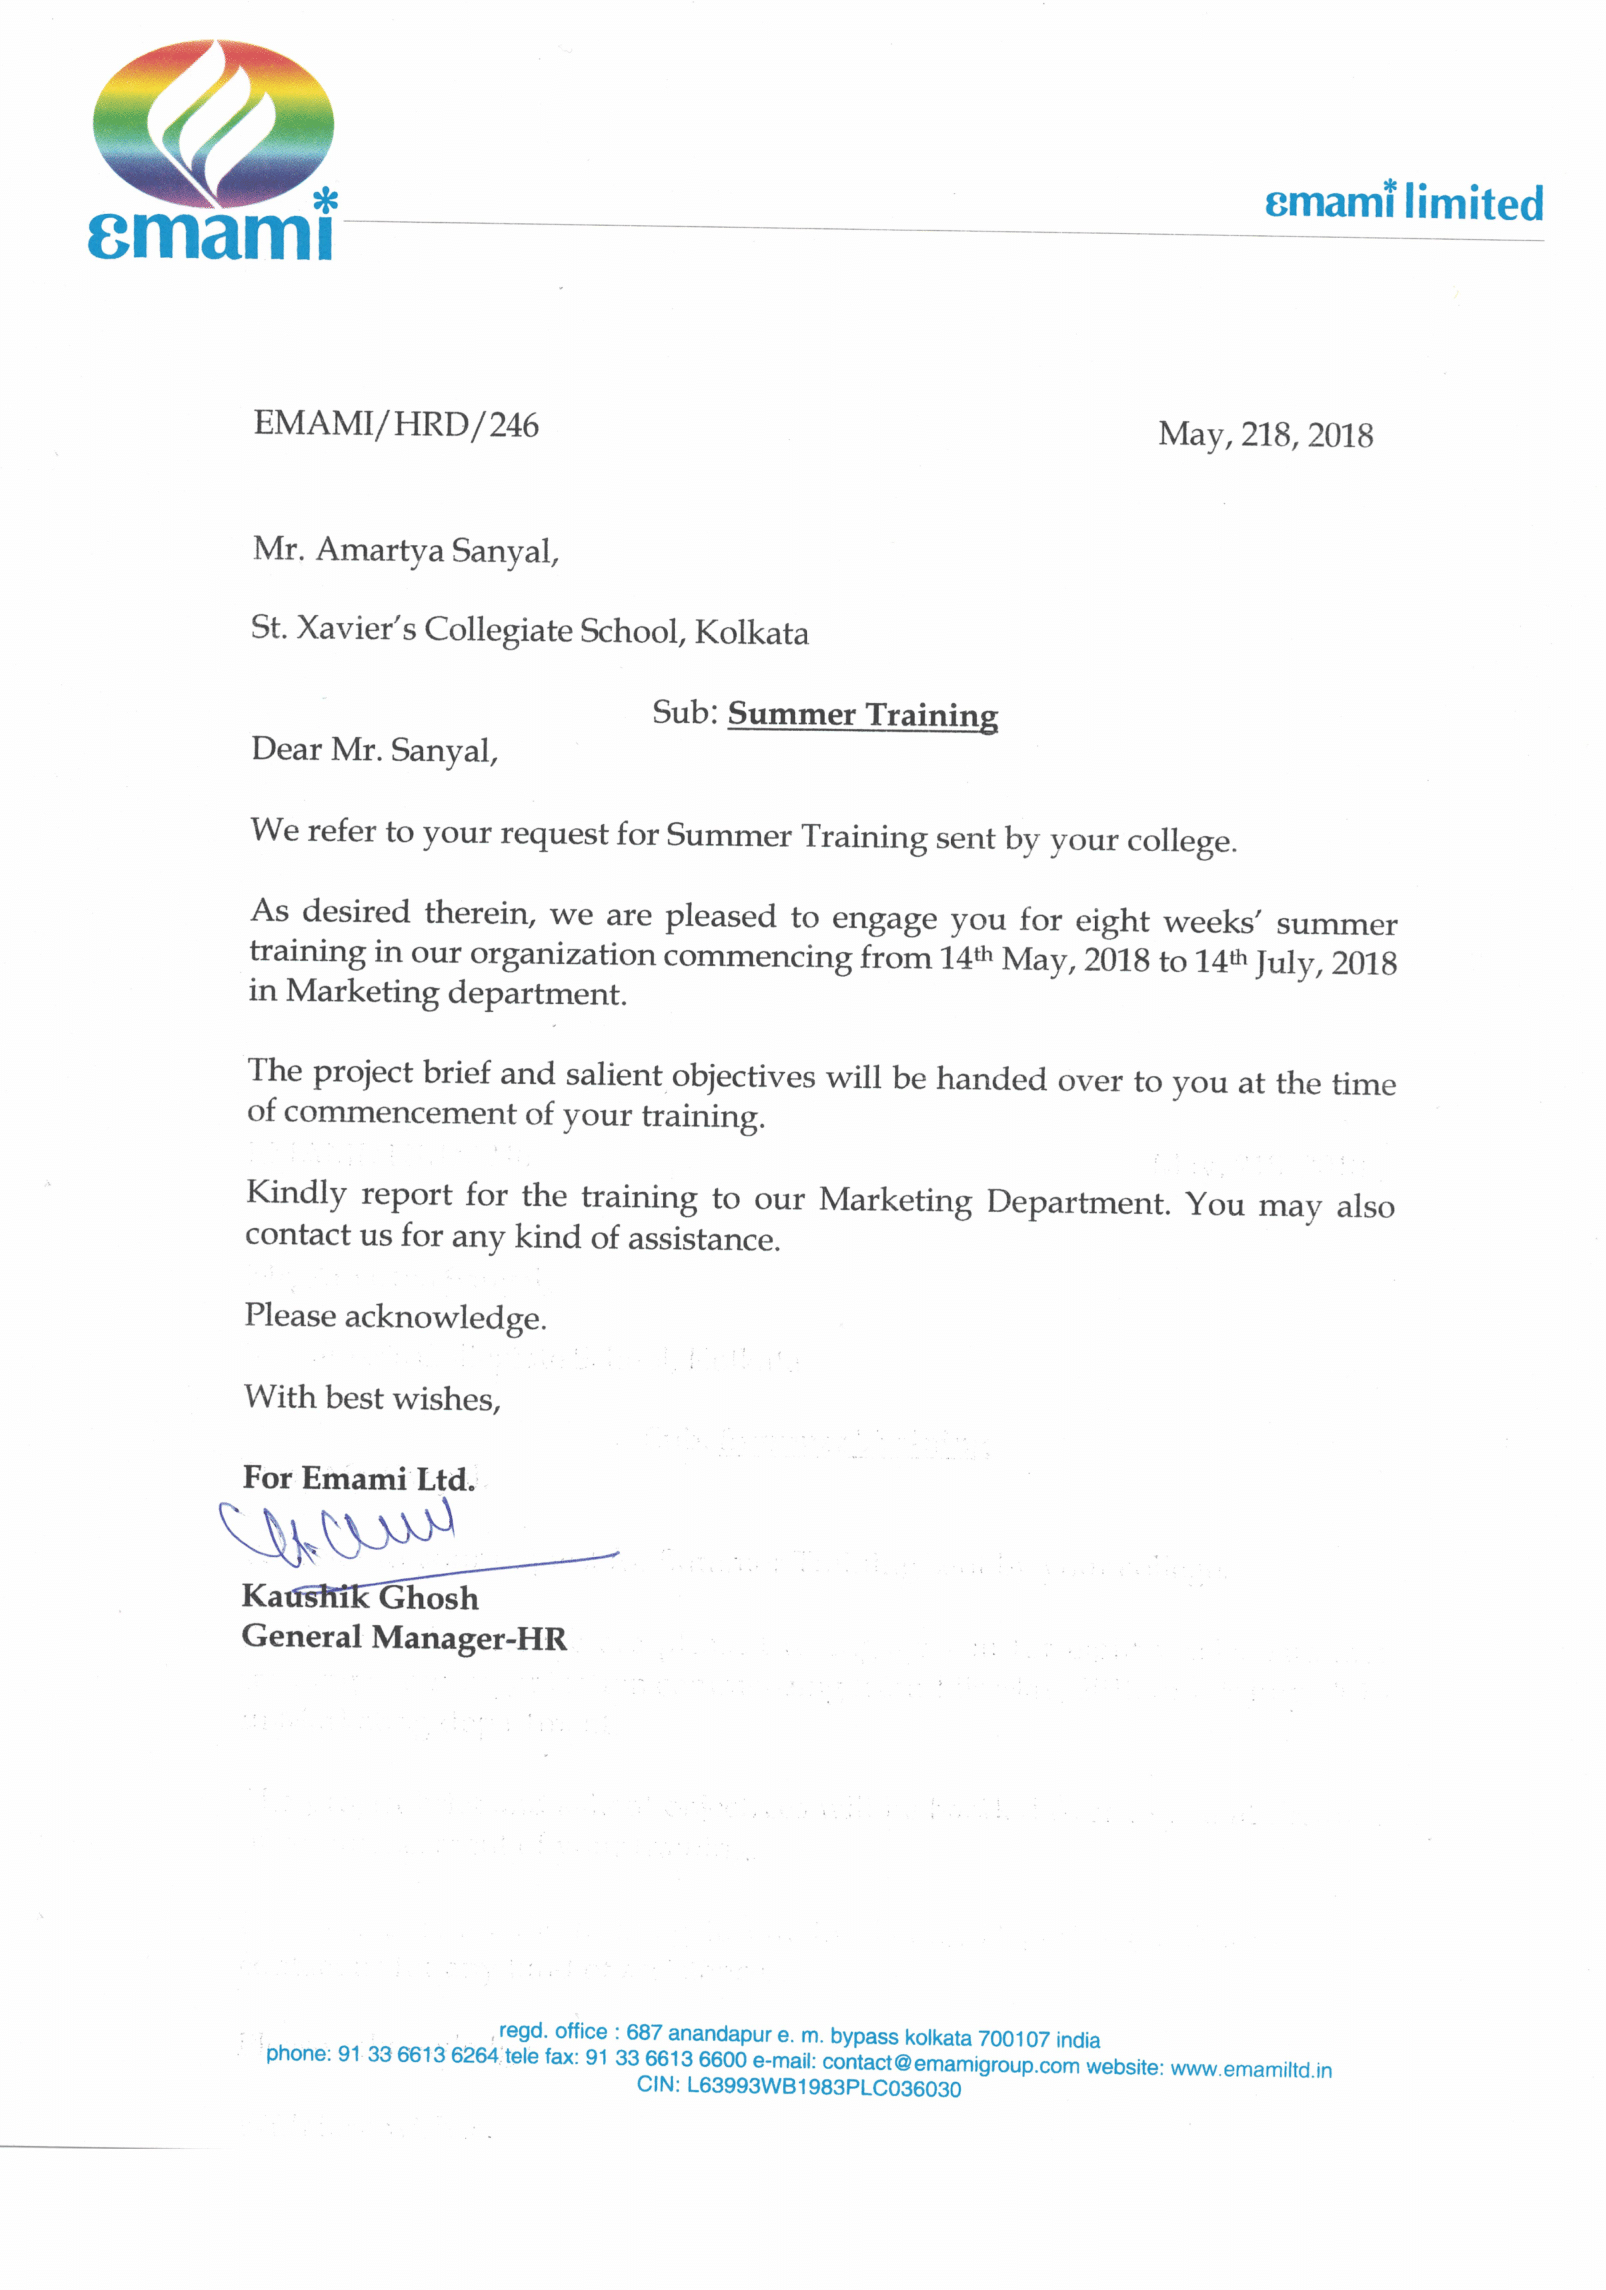 emami*
emami* limited
EMAMI/HRD/246 May, 218, 2018
Mr. Amartya Sanyal,
St. Xavier's Collegiate School, Kolkata
Sub: Summer Training
Dear Mr. Sanyal,
We refer to your request for Summer Training sent by your college.
As desired therein, we are pleased to engage you for eight weeks' summer
training in our organization commencing from 14th May, 2018 to 14th July, 2018
in Marketing department.
The project brief and salient objectives will be handed over to you at the time
of commencement of your training.
Kindly report for the training to our Marketing Department. You may also
contact us for any kind of assistance.
Please acknowledge.
With best wishes,
For Emami Ltd.
Kaushik Ghosh
General Manager-HR
regd. office : 687 anandapur e. m. bypass kolkata 700107 india
phone: 91 33 6613 6264 tele fax: 91 33 6613 6600 e-mail: contact@emamigroup.com website: www.emamiltd.in
CIN: L63993WB1983PLC036030